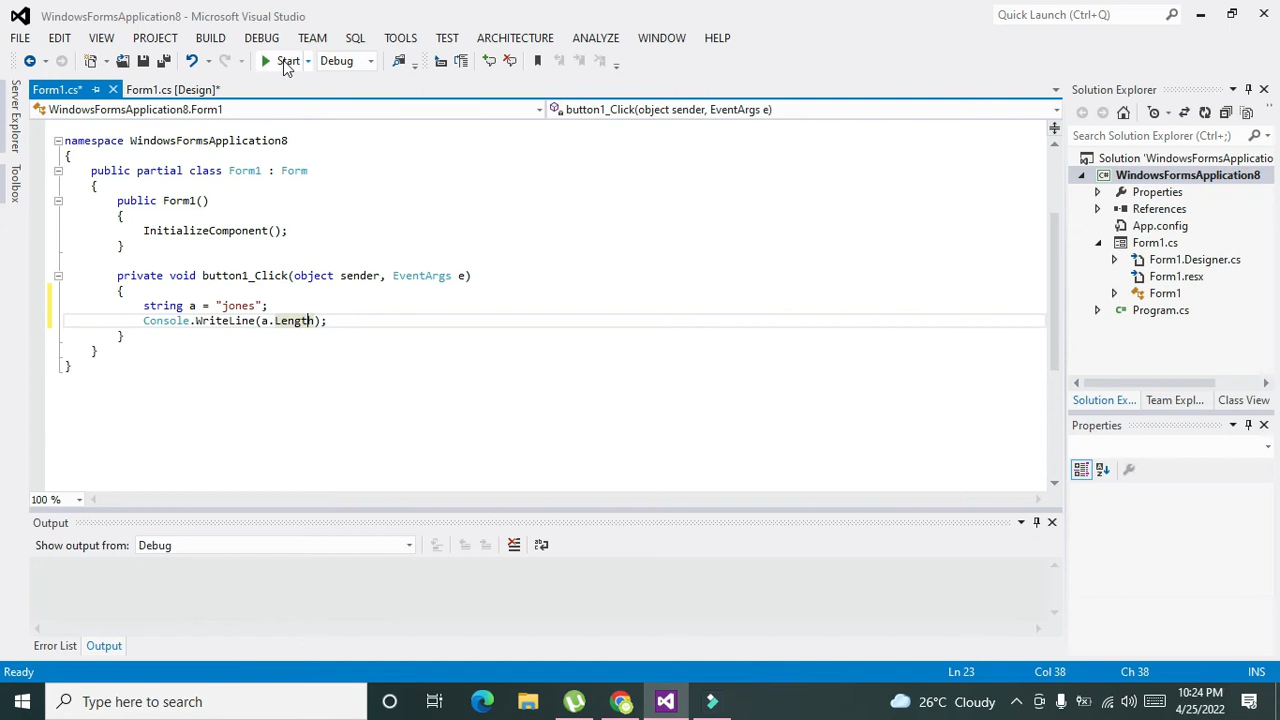 WindowsFormsApplication8 - Microsoft Visual Studio
Quick Launch (Ctrl+Q)
FILE EDIT VIEW PROJECT BUILD DEBUG TEAM SQL TOOLS TEST ARCHITECTURE ANALYZE WINDOW HELP
Start Debug
Server Explorer
Toolbox
Form1.cs* Form1.cs [Design]*
WindowsFormsApplication8.Form1 button1_Click(object sender, EventArgs e)
namespace WindowsFormsApplication8
{
public partial class Form1 : Form
{
public Form1()
{
InitializeComponent();
}
private void button1_Click(object sender, EventArgs e)
{
string a = "jones";
Console.WriteLine(a.Length);
}
}
}
100 %
Output
Show output from: Debug
Error List Output
Solution Explorer
Search Solution Explorer (Ctrl+;)
Solution 'WindowsFormsApplicatio
WindowsFormsApplication8
Properties
References
App.config
Form1.cs
Form1.Designer.cs
Form1.resx
Form1
Program.cs
Solution Ex... Team Expl... Class View
Properties
Ready Ln 23 Col 38 Ch 38 INS
Type here to search
26°C Cloudy
10:24 PM
4/25/2022